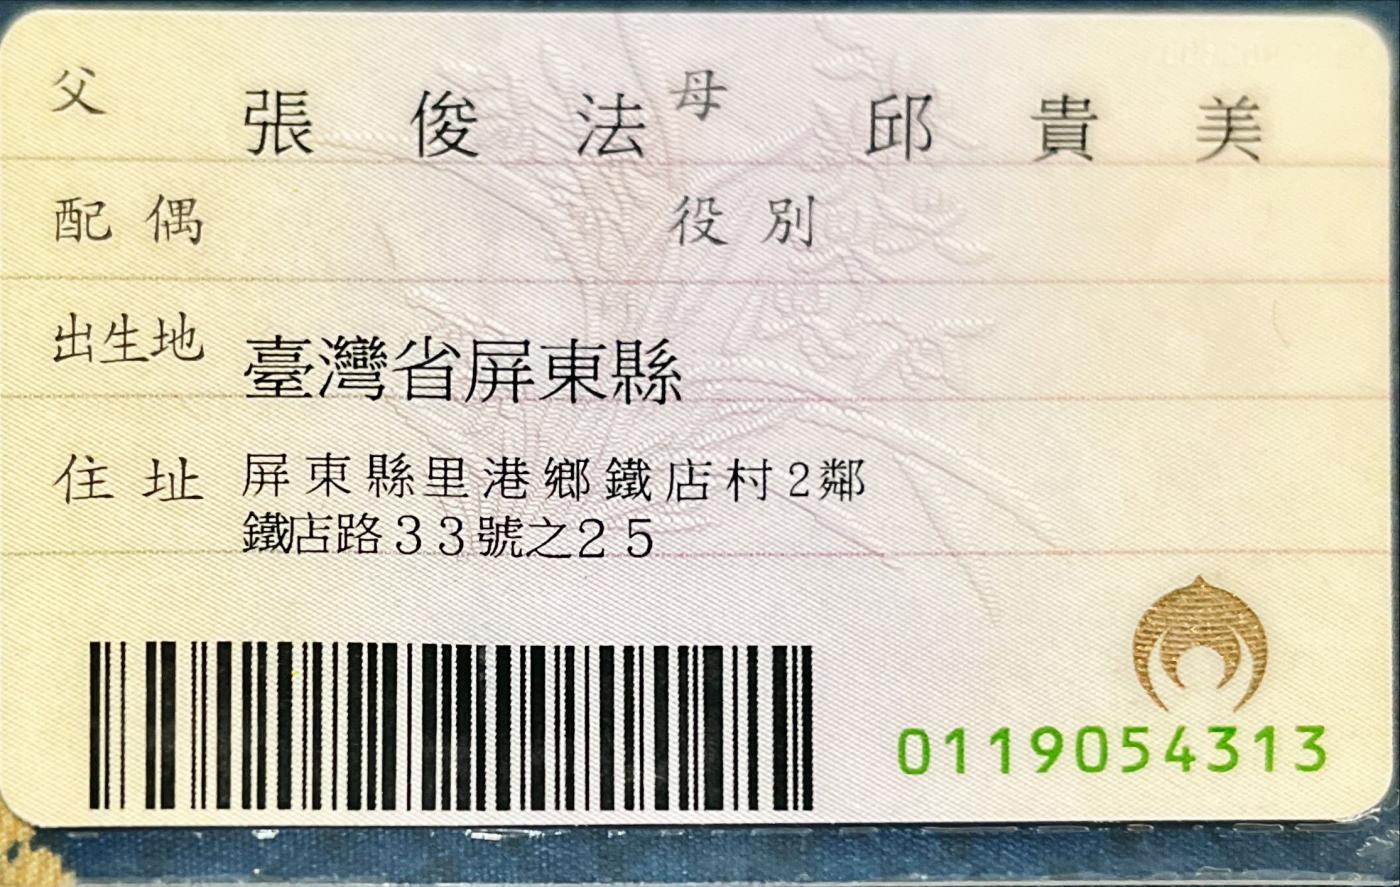 父 張俊法 母 邱貴美
配偶 役別
出生地 臺灣省屏東縣
住址 屏東縣里港鄉鐵店村2鄰
鐵店路33號之25
0119054313